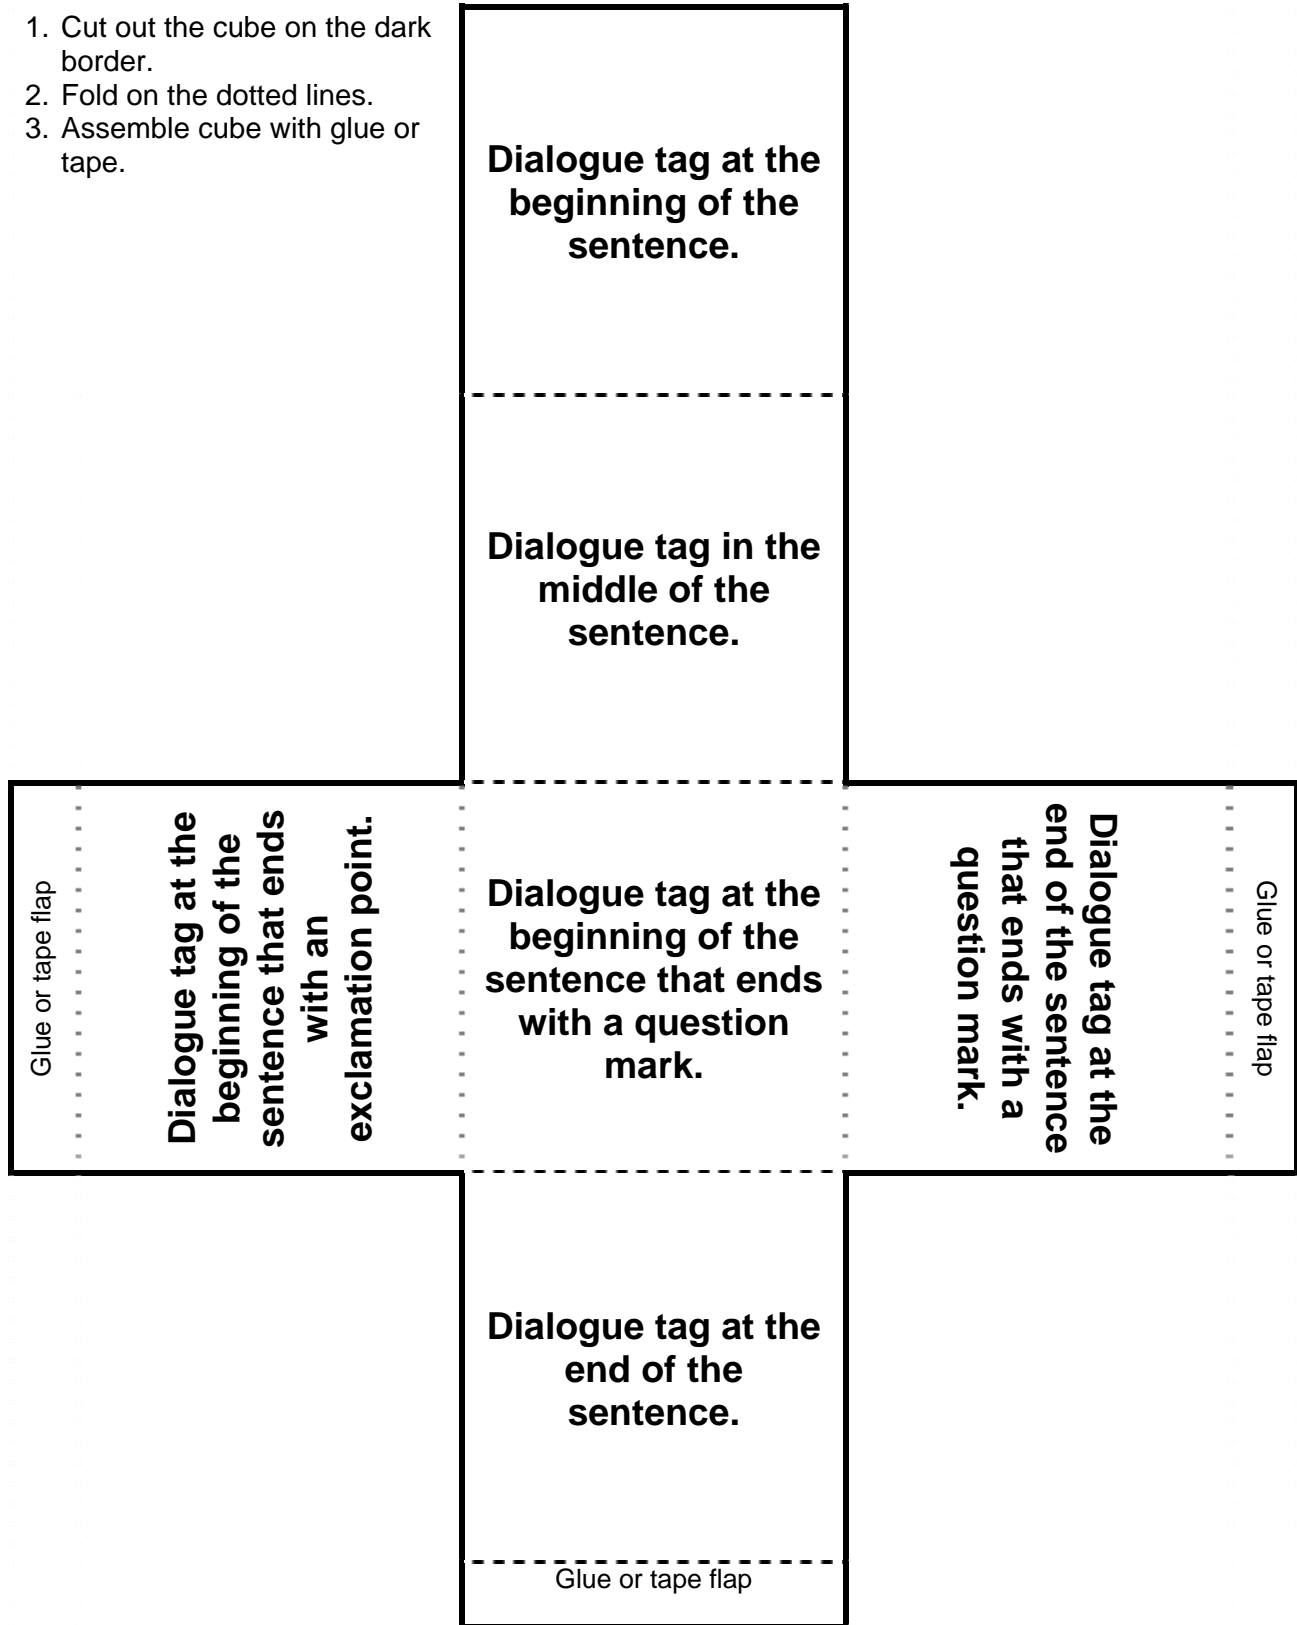 1. Cut out the cube on the dark
border.
2. Fold on the dotted lines.
3. Assemble cube with glue or
tape.
Dialogue tag at the
beginning of the
sentence.
Dialogue tag in the
middle of the
sentence.
Glue or tape flap
Dialogue tag at the
beginning of the
sentence that ends
with an
exclamation point.
Dialogue tag at the
beginning of the
sentence that ends
with a question
mark.
Dialogue tag at the
end of the sentence
that ends with a
question mark.
Glue or tape flap
Dialogue tag at the
end of the
sentence.
Glue or tape flap